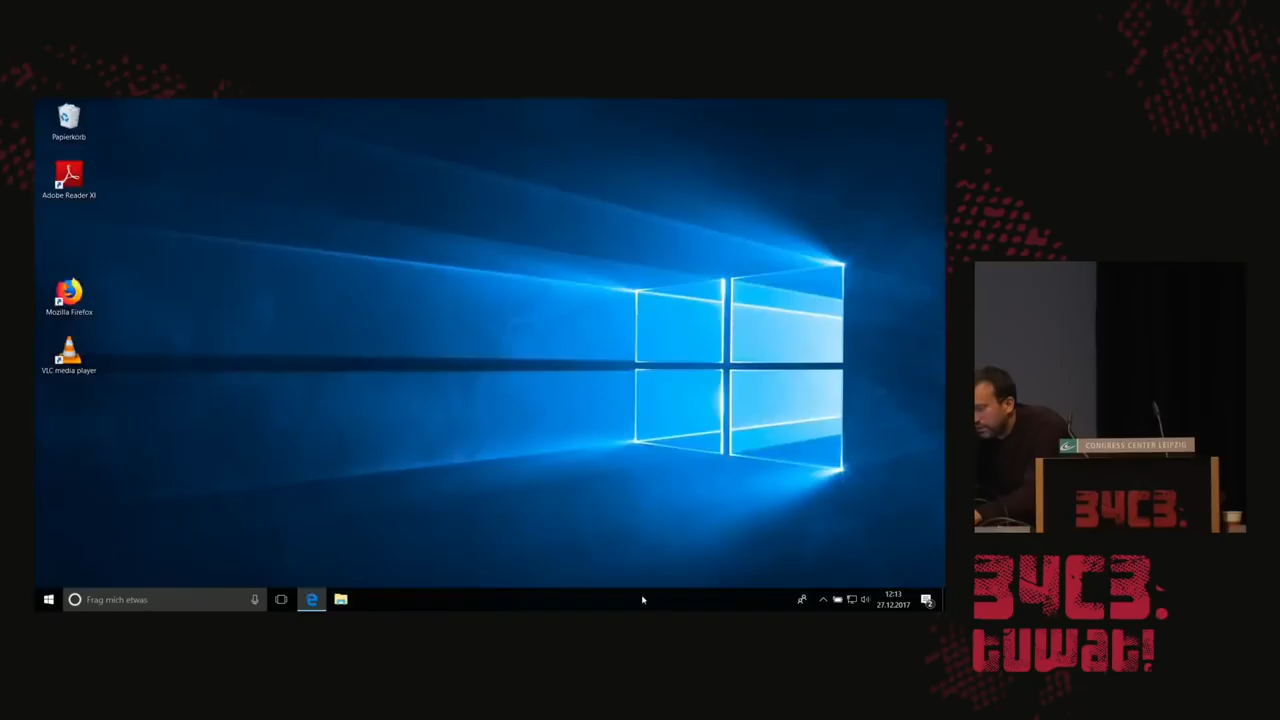 Papierkorb
Adobe Reader XI
Mozilla Firefox
VLC media player
Frag mich etwas
12:13
27.12.2017
2
CONGRESS CENTER LEIPZIG
34C3.
34C3.
tuwat!